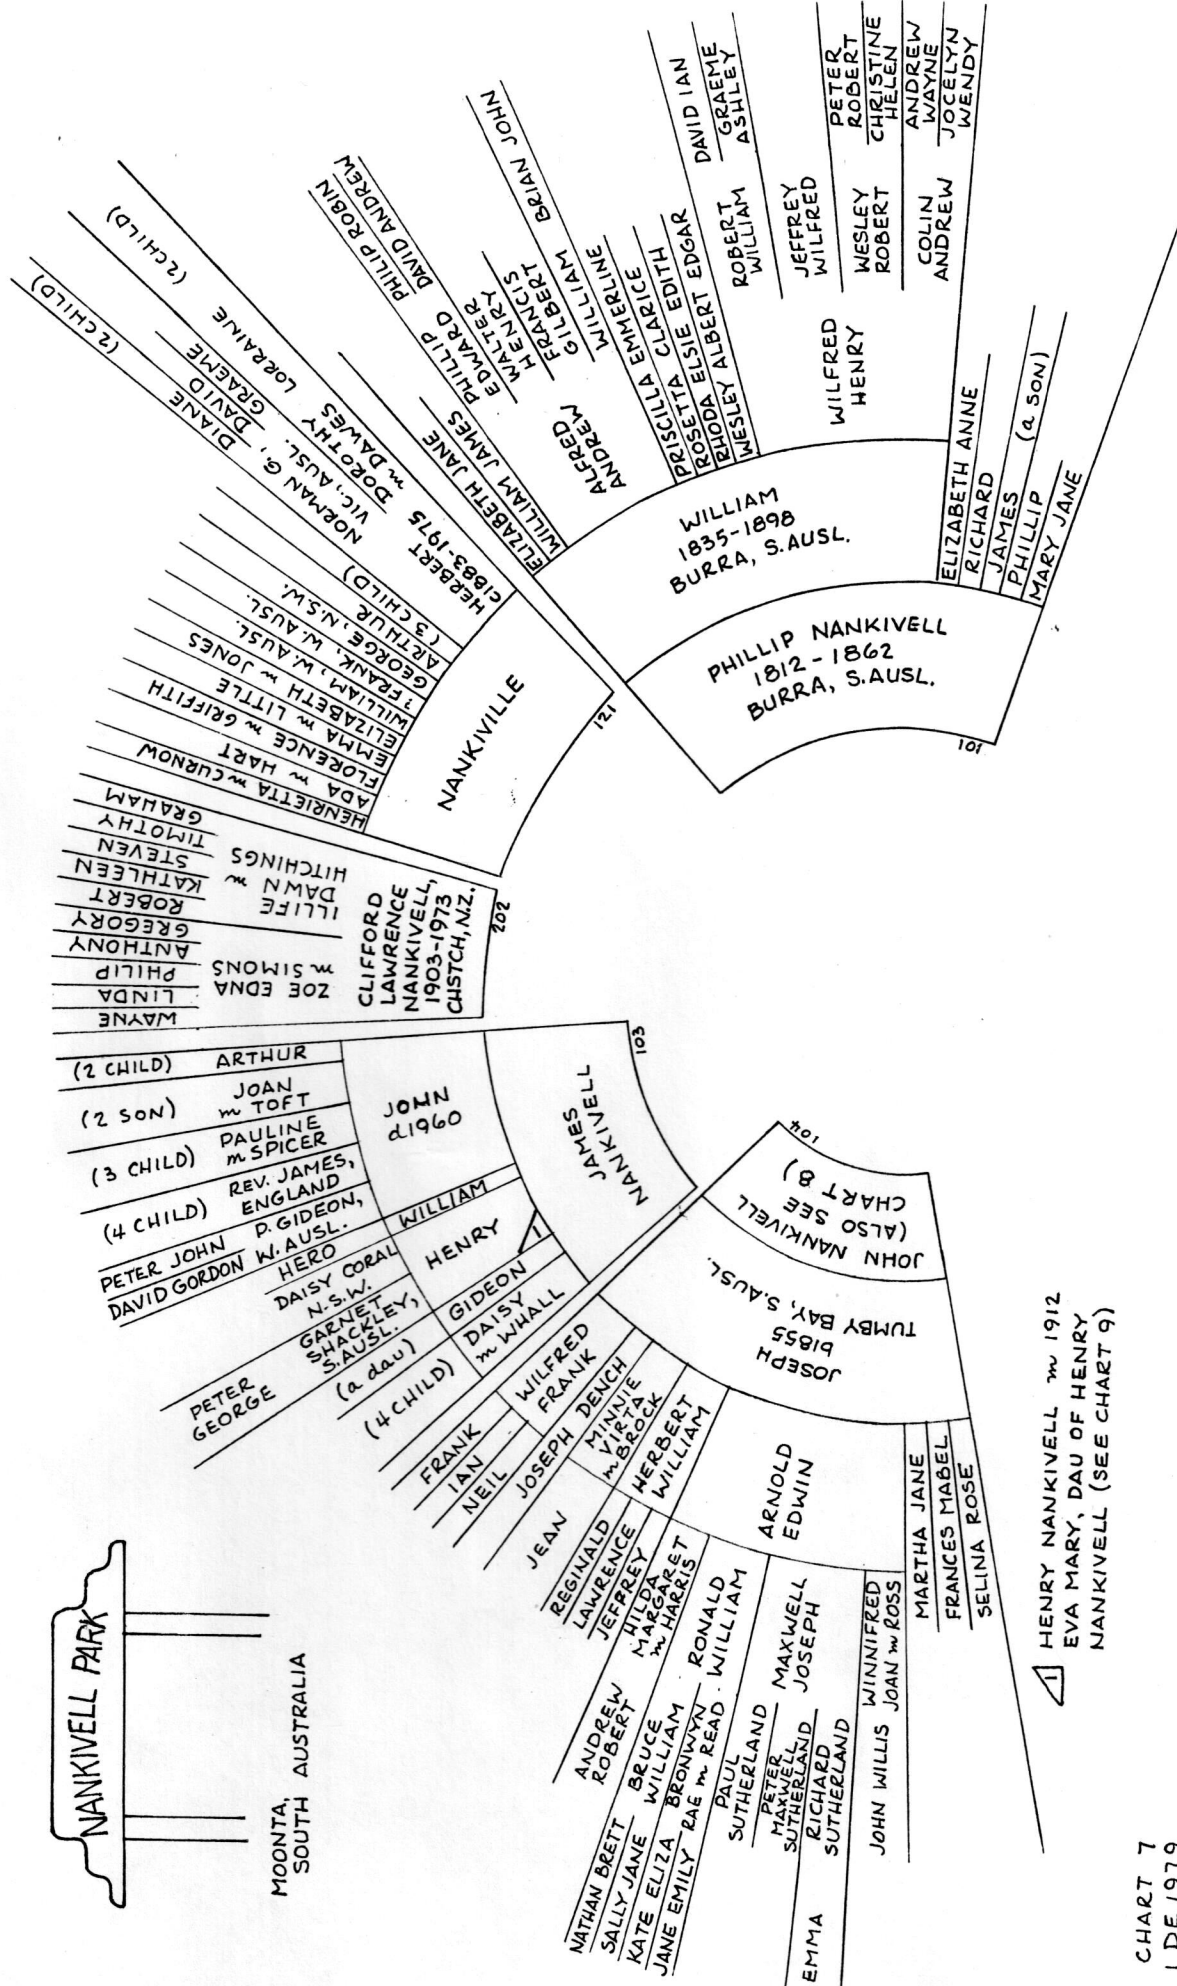 NANKIVELL PARK
MOONTA,
SOUTH AUSTRALIA
CHART 7
1 DE 1979
JOHN NANKIVELL
(ALSO SEE
CHART 8)
104
JOSEPH
b1855
TUMBY BAY, S.AUSL.
WILFRED
FRANK
FRANK
IAN
NEIL
JOSEPH DENCH
MINNIE
VIRTA
m BROCK
JEAN
HERBERT
WILLIAM
REGINALD
LAWRENCE
JEFFREY
ARNOLD
EDWIN
HILDA
MARGARET
m HARRIS
ANDREW
ROBERT
RONALD
WILLIAM
BRUCE
WILLIAM
NATHAN BRETT
SALLY JANE
BRONWYN
RAE m READ
KATE ELIZA
JANE EMILY
MAXWELL
JOSEPH
PAUL
SUTHERLAND
PETER
MAXWELL
SUTHERLAND
RICHARD
SUTHERLAND
EMMA
WINNIFRED
JOAN m ROSS
JOHN WILLIS
MARTHA JANE
FRANCES MABEL
SELINA ROSE
1 HENRY NANKIVELL m 1912
EVA MARY, DAU OF HENRY
NANKIVELL (SEE CHART 9)
JAMES
NANKIVELL
103
JOHN
d1960
ARTHUR
(2 CHILD)
JOAN
m TOFT
(2 SON)
PAULINE
m SPICER
(3 CHILD)
REV. JAMES,
ENGLAND
(4 CHILD)
P. GIDEON,
W. AUSL.
PETER JOHN
DAVID GORDON
HERO
WILLIAM
HENRY
1
DAISY CORAL
N.S.W.
GARNET
SHACKLEY,
S.AUSL.
PETER
GEORGE
GIDEON
(a dau)
DAISY
m WHALL
(4 CHILD)
CLIFFORD
LAWRENCE
NANKIVELL,
1903-1973
CHSTCH, N.Z.
202
ZOE EDNA
m SIMONS
WAYNE
LINDA
PHILIP
ANTHONY
GREGORY
ILLIFE
DAWN m
HITCHINGS
ROBERT
KATHLEEN
STEVEN
TIMOTHY
GRAHAM
NANKIVILLE
121
HENRIETTA m CURNOW
ADA m HART
FLORENCE m GRIFFITH
EMMA m LITTLE
ELIZABETH m JONES
WILLIAM, W. AUSL.
? FRANK, W. AUSL.
GEORGE, N.S.W.
ARTHUR
(3 CHILD)
HERBERT
c1883-1975
NORMAN G.,
VIC., AUSL.
DIANE
(2 CHILD)
DAVID
GRAEME
DOROTHY
m DAWES
LORRAINE
(2 CHILD)
PHILLIP NANKIVELL
1812-1862
BURRA, S.AUSL.
101
WILLIAM
1835-1898
BURRA, S.AUSL.
ELIZABETH JANE
WILLIAM JAMES
ALFRED
ANDREW
PHILLIP
EDWARD
PHILIP ROBIN
DAVID ANDREW
WALTER
HENRY
FRANCIS
GILBERT
WILLIAM
BRIAN JOHN
PRISCILLA EMMERLINE
ROSETTA CLARICE
RHODA ELSIE EDITH
WESLEY ALBERT EDGAR
WILFRED
HENRY
ROBERT
WILLIAM
DAVID IAN
GRAEME
ASHLEY
JEFFREY
WILFRED
WESLEY
ROBERT
PETER
ROBERT
CHRISTINE
HELEN
COLIN
ANDREW
ANDREW
WAYNE
JOCELYN
WENDY
ELIZABETH ANNE
RICHARD
JAMES
PHILLIP (a SON)
MARY JANE